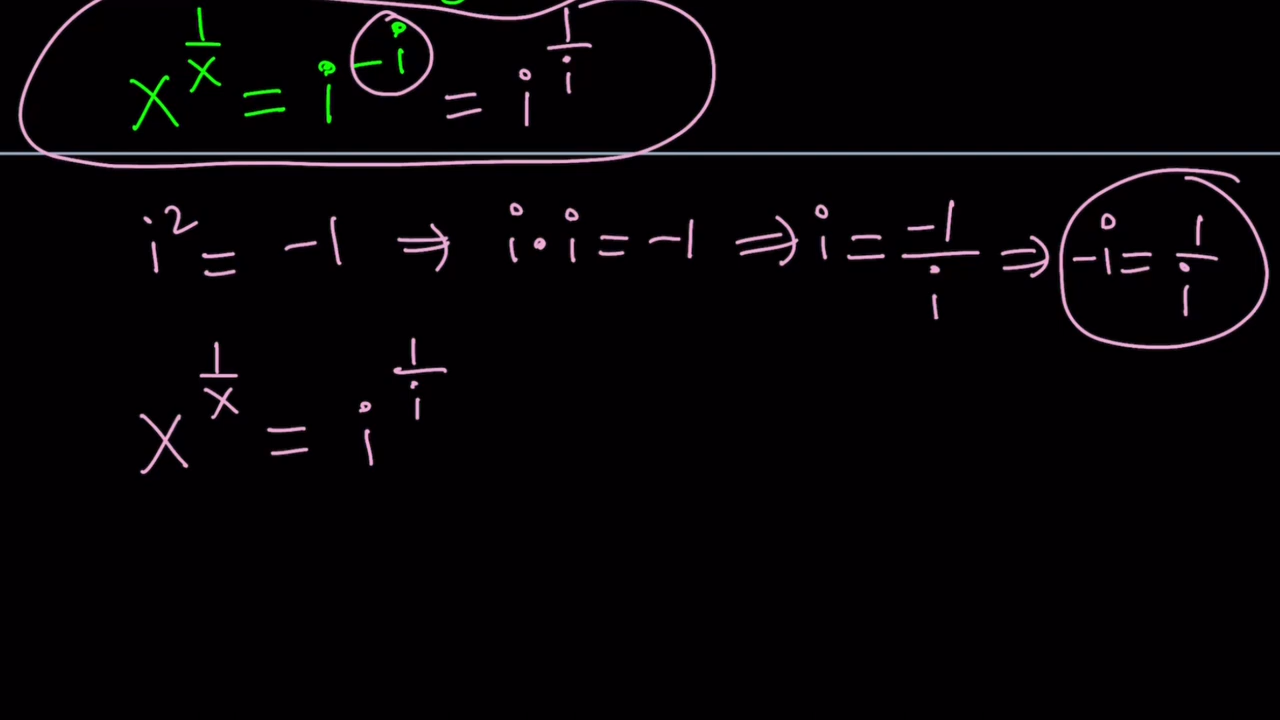 x^{1/x} = i^{-i} = i^{1/i}
i² = -1 ⇒ i · i = -1 ⇒ i = -1/i ⇒ -i = 1/i
x^{1/x} = i^{1/i}